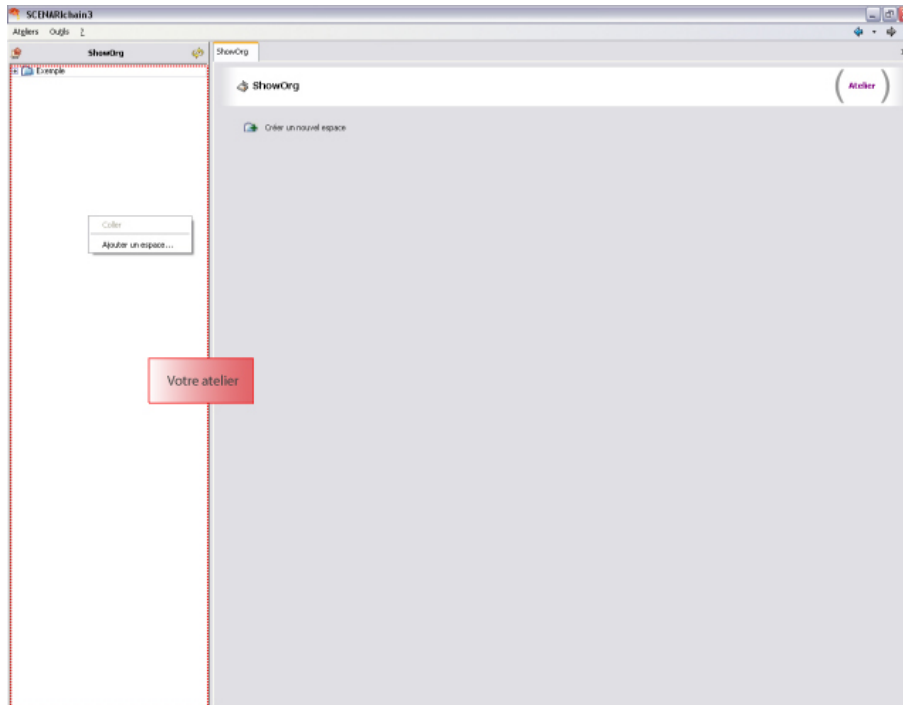 SCENARIchain3
Ateliers Outils ?
ShowOrg
ShowOrg
Exemple
ShowOrg
Atelier
Créer un nouvel espace
Coller
Ajouter un espace...
Votre atelier